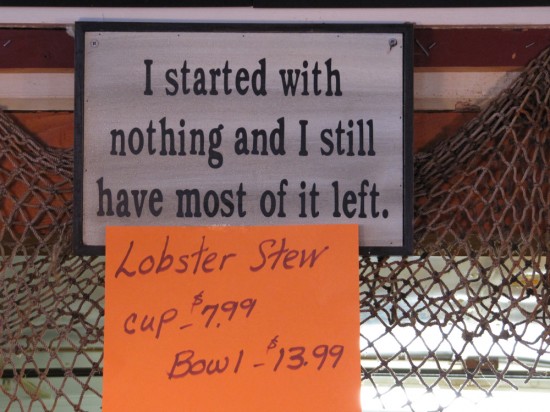 I started with
nothing and I still
have most of it left.
Lobster Stew
cup - $7.99
Bowl - $13.99